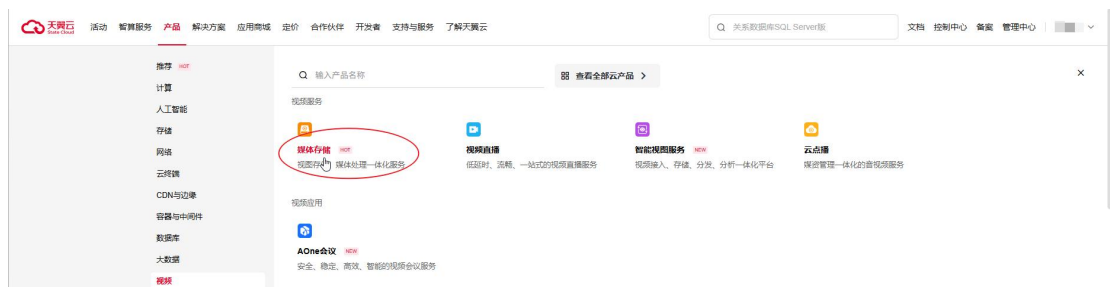 天翼云 State Cloud 活动 智算服务 产品 解决方案 应用商城 定价 合作伙伴 开发者 支持与服务 了解天翼云 关系数据库SQL Server版 文档 控制中心 备案 管理中心
推荐 HOT
输入产品名称 查看全部云产品 >
计算
视频服务
人工智能
存储
网络
媒体存储 HOT 视频直播 智能视图服务 NEW 云点播
视图存 媒体处理一体化服务 低延时、流畅、一站式的视频直播服务 视频接入、存储、分发、分析一体化平台 媒资管理一体化的音视频服务
云终端
CDN与边缘
视频应用
容器与中间件
数据库
AOne会议 NEW
大数据
安全、稳定、高效、智能的视频会议服务
视频